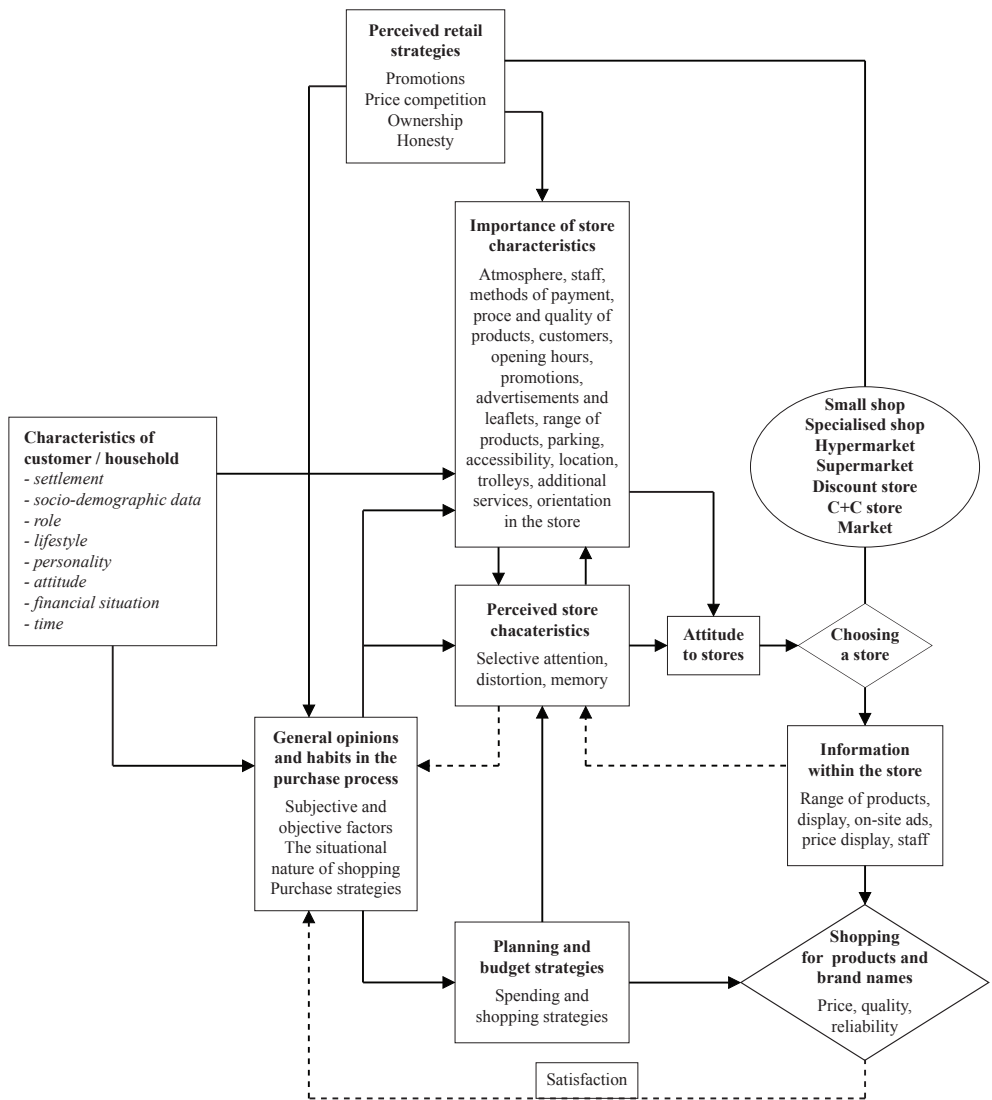 Perceived retail
strategies
Promotions
Price competition
Ownership
Honesty
Importance of store
characteristics
Atmosphere, staff,
methods of payment,
proce and quality of
products, customers,
opening hours,
promotions,
advertisements and
leaflets, range of
products, parking,
accessibility, location,
trolleys, additional
services, orientation
in the store
Small shop
Specialised shop
Hypermarket
Supermarket
Discount store
C+C store
Market
Characteristics of
customer / household
- settlement
- socio-demographic data
- role
- lifestyle
- personality
- attitude
- financial situation
- time
Perceived store
chacateristics
Selective attention,
distortion, memory
Attitude
to stores
Choosing
a store
General opinions
and habits in the
purchase process
Subjective and
objective factors
The situational
nature of shopping
Purchase strategies
Information
within the store
Range of products,
display, on-site ads,
price display, staff
Planning and
budget strategies
Spending and
shopping strategies
Shopping
for products and
brand names
Price, quality,
reliability
Satisfaction